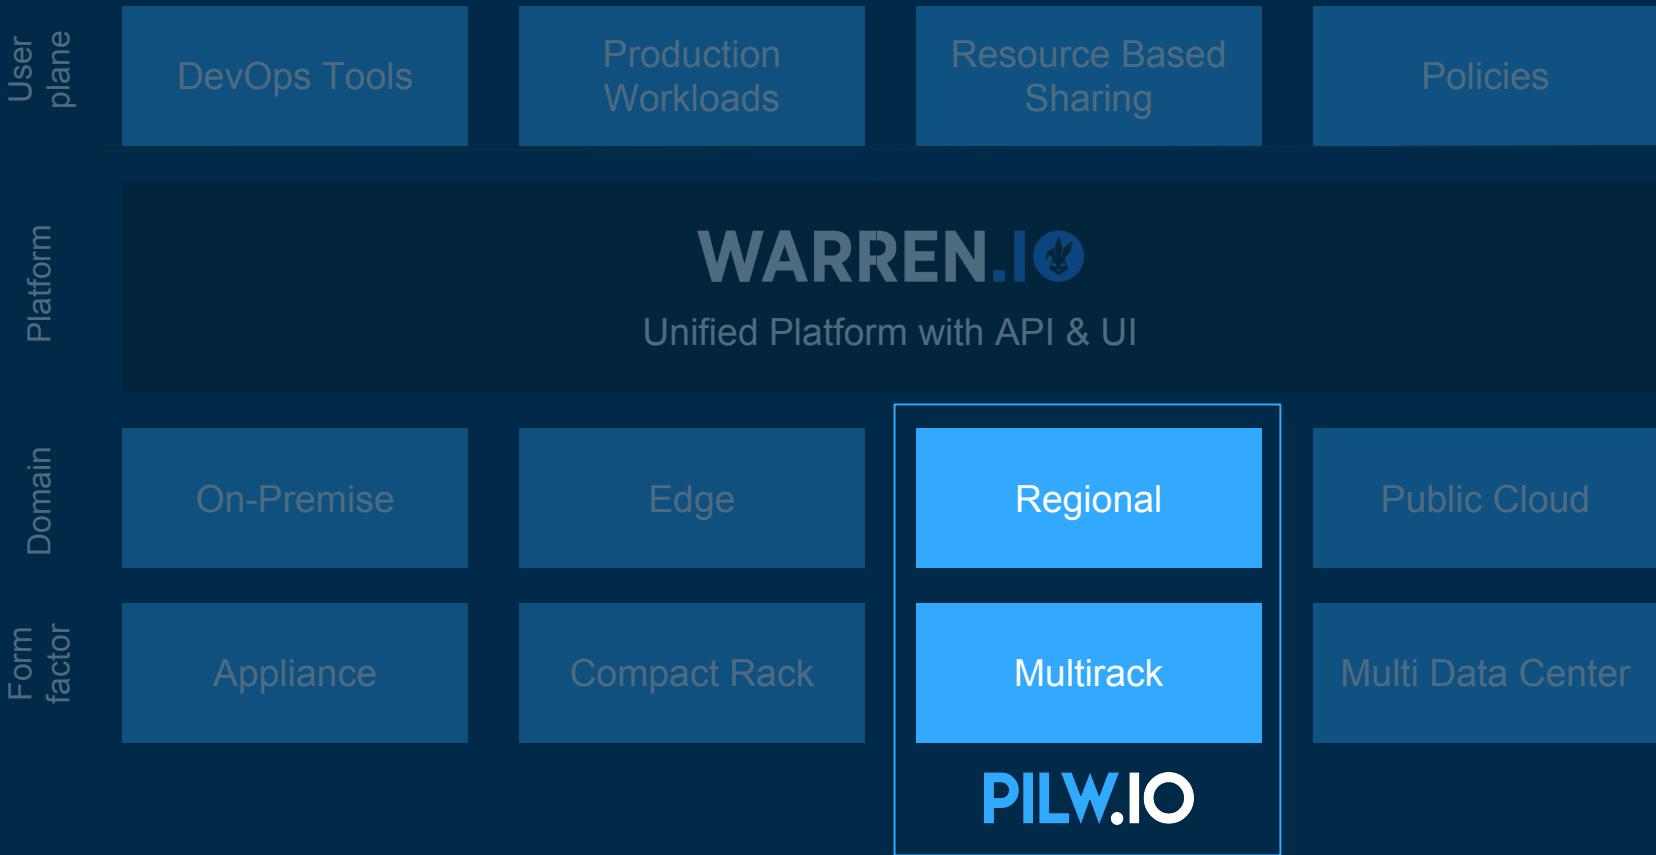 User
plane
DevOps Tools
Production
Workloads
Resource Based
Sharing
Policies
Platform
WARREN.IO
Unified Platform with API & UI
Domain
On-Premise
Edge
Regional
Public Cloud
Form
factor
Appliance
Compact Rack
Multirack
Multi Data Center
PILW.IO